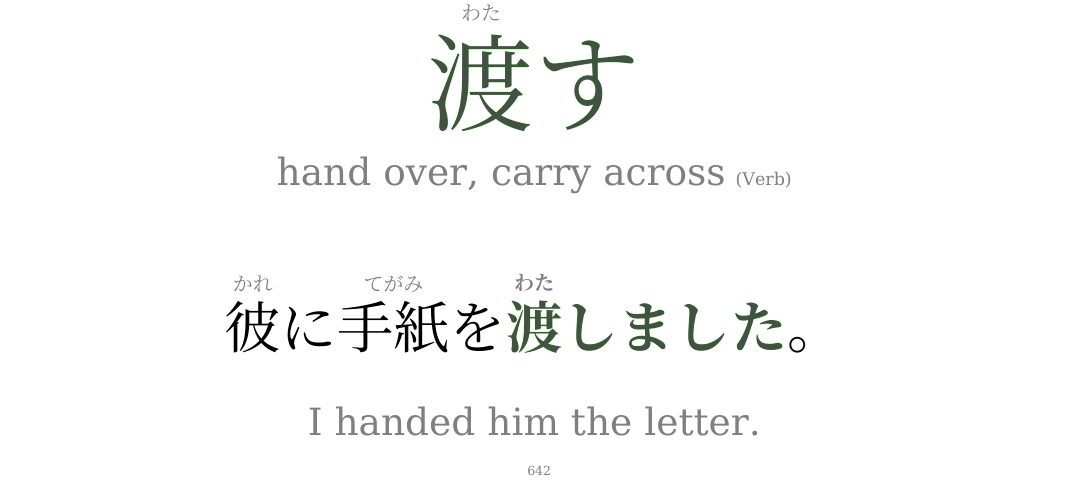 わた
渡す
hand over, carry across (Verb)
かれ てがみ わた
彼に手紙を渡しました。
I handed him the letter.
642